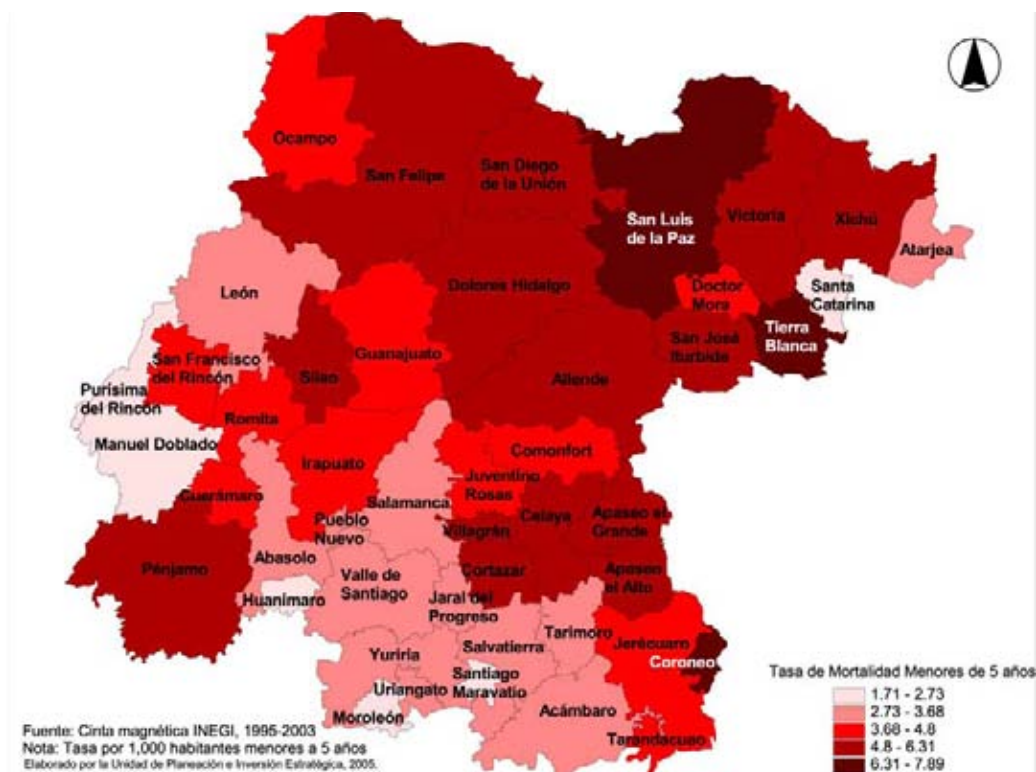 Ocampo
San Felipe
San Diego
de la Unión
San Luis
de la Paz
Victoria
Xichú
Atarjea
León
Dolores Hidalgo
Doctor
Mora
Santa
Catarina
San Francisco
del Rincón
Silao
Guanajuato
San José
Iturbide
Tierra
Blanca
Purísima
del Rincón
Allende
Romita
Manuel Doblado
Irapuato
Comonfort
Juventino
Rosas
Cuerámaro
Salamanca
Pueblo
Nuevo
Villagrán
Celaya
Apaseo el
Grande
Pénjamo
Abasolo
Valle de
Santiago
Cortazar
Apaseo
el Alto
Huanímaro
Jaral del
Progreso
Tarimoro
Jerécuaro
Yuriria
Salvatierra
Coroneo
Uriangato
Santiago
Maravatio
Moroleón
Acámbaro
Tarandacuao
Tasa de Mortalidad Menores de 5 años
1.71 - 2.73
2.73 - 3.68
3.68 - 4.8
4.8 - 6.31
6.31 - 7.89
Fuente: Cinta magnética INEGI, 1995-2003
Nota: Tasa por 1,000 habitantes menores a 5 años
Elaborado por la Unidad de Planeación e Inversión Estratégica, 2005.